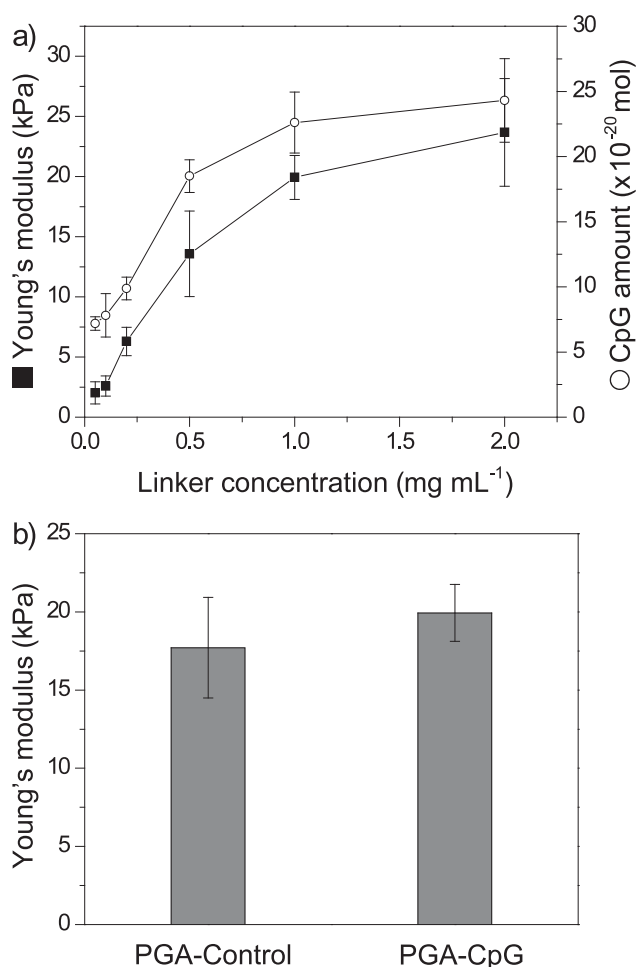 a)
30
25
20
15
10
5
0
Young's modulus (kPa)
30
25
20
15
10
5
0
CpG amount (x10⁻²⁰ mol)
0.0 0.5 1.0 1.5 2.0
Linker concentration (mg mL⁻¹)
b)
25
20
15
10
5
0
Young's modulus (kPa)
PGA-Control PGA-CpG